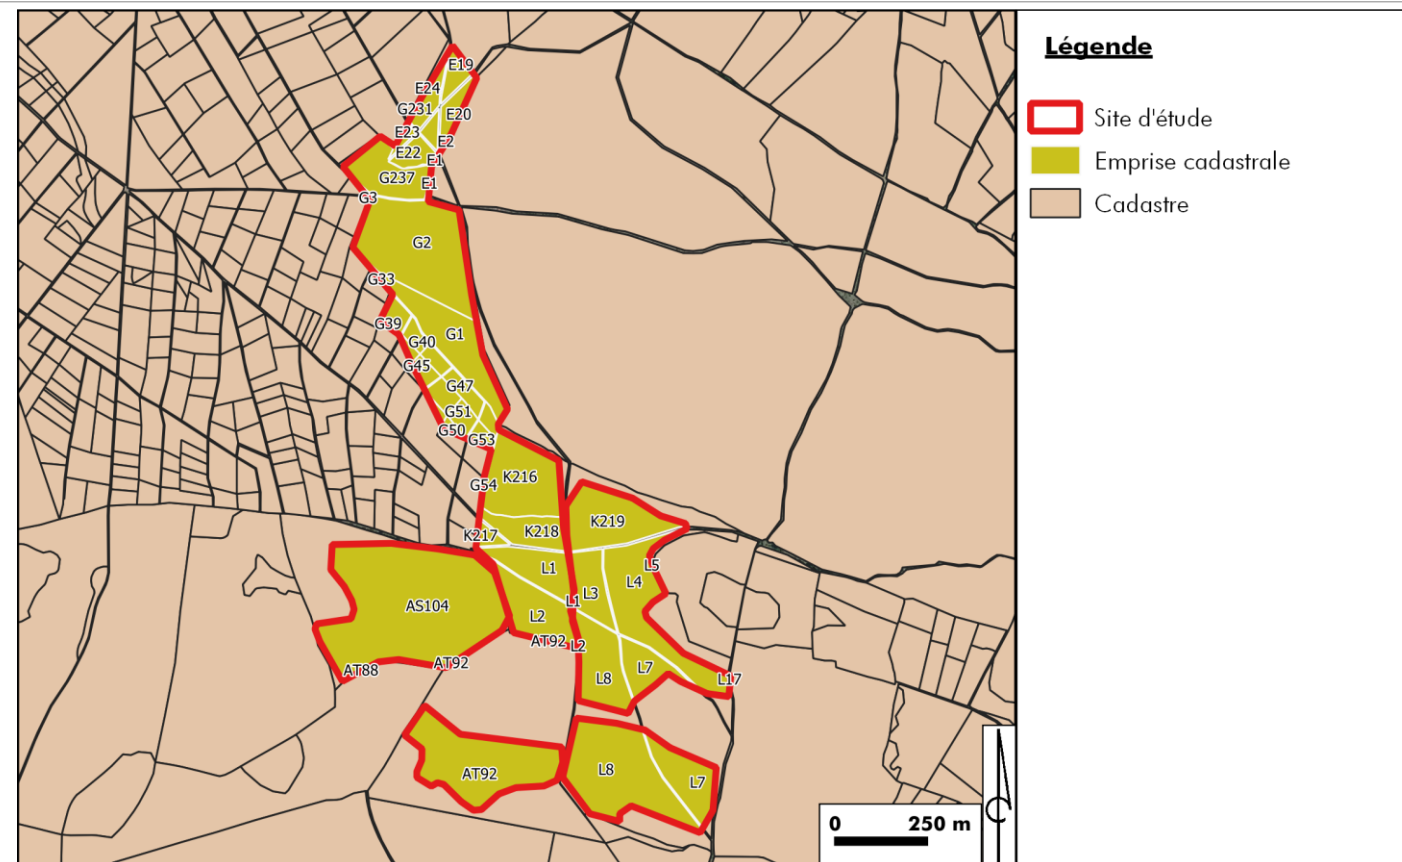 Légende
Site d'étude
Emprise cadastrale
Cadastre
E19
E24
G231
E20
E23
E2
E22
E1
G237
E1
G3
G2
G33
G39
G1
G40
G45
G47
G51
G50
G53
K216
G54
K219
K217
K218
L5
L1
L4
L3
L1
AS104
L2
AT92
L2
AT92
L7
AT88
L8
L17
L8
AT92
L7
0 250 m